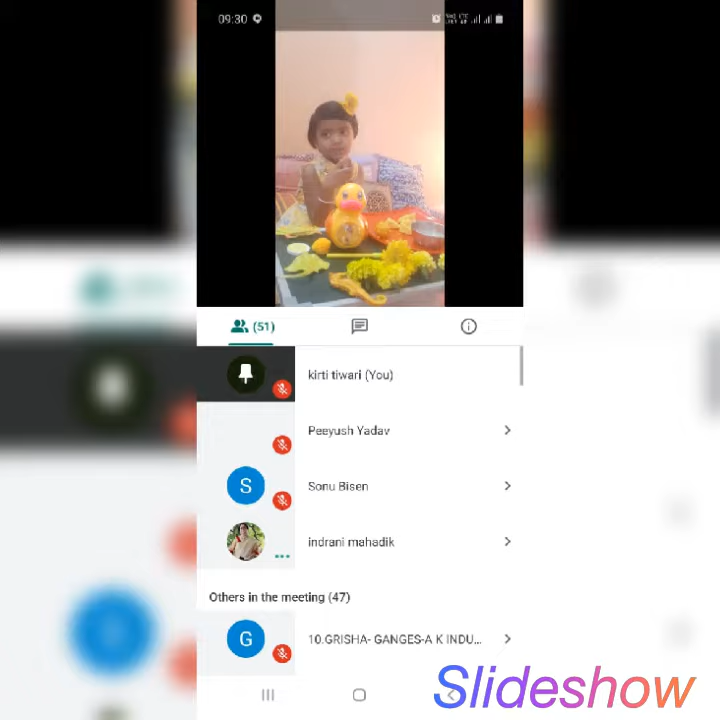 09:30
(51)
kirti tiwari (You)
Peeyush Yadav
S
Sonu Bisen
indrani mahadik
Others in the meeting (47)
G
10.GRISHA- GANGES-A K INDU...
Slideshow